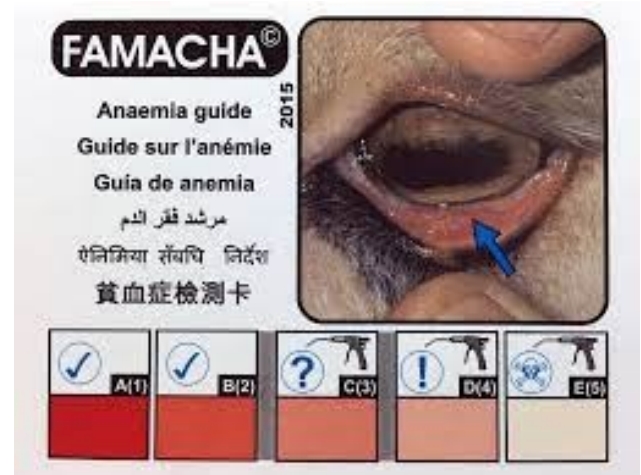 FAMACHA©
2015
Anaemia guide
Guide sur l'anémie
Guía de anemia
مرشد فقر الدم
ऐनिमिया सँबधि निर्देश
貧血症檢測卡
A(1)
B(2)
?
C(3)
!
D(4)
E(5)